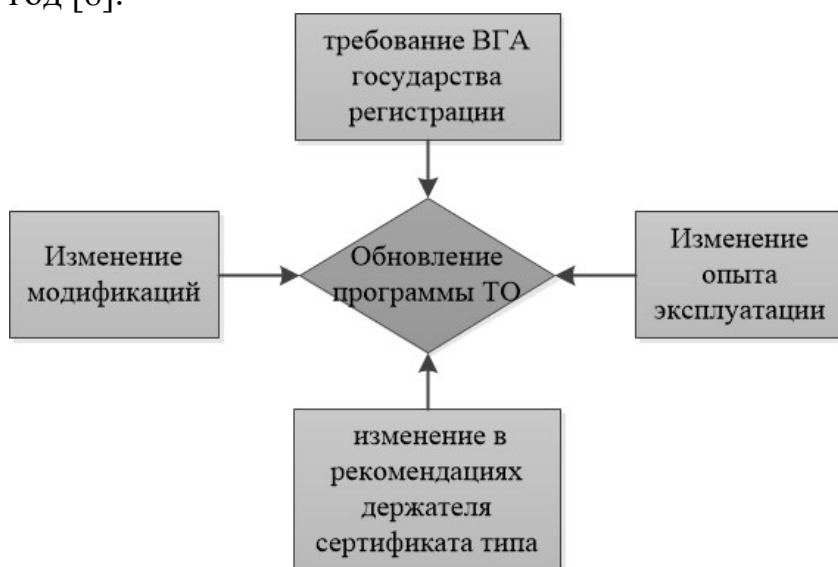 год [8].
требование ВГА
государства
регистрации
Изменение
модификаций
Обновление
программы ТО
Изменение
опыта
эксплуатации
изменение в
рекомендациях
держателя
сертификата типа